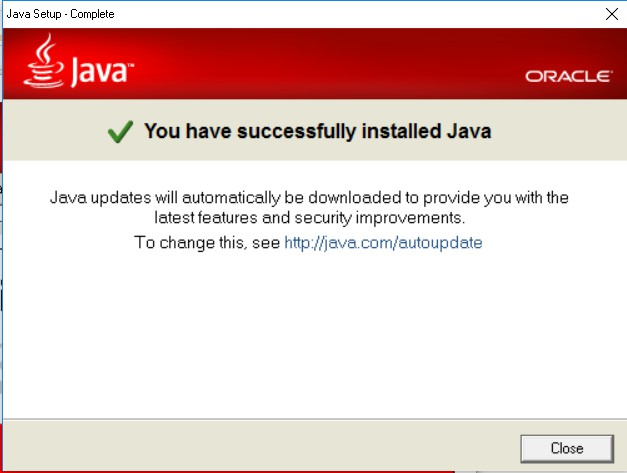 Java Setup - Complete
Java™
ORACLE®
You have successfully installed Java
Java updates will automatically be downloaded to provide you with the
latest features and security improvements.
To change this, see http://java.com/autoupdate
Close